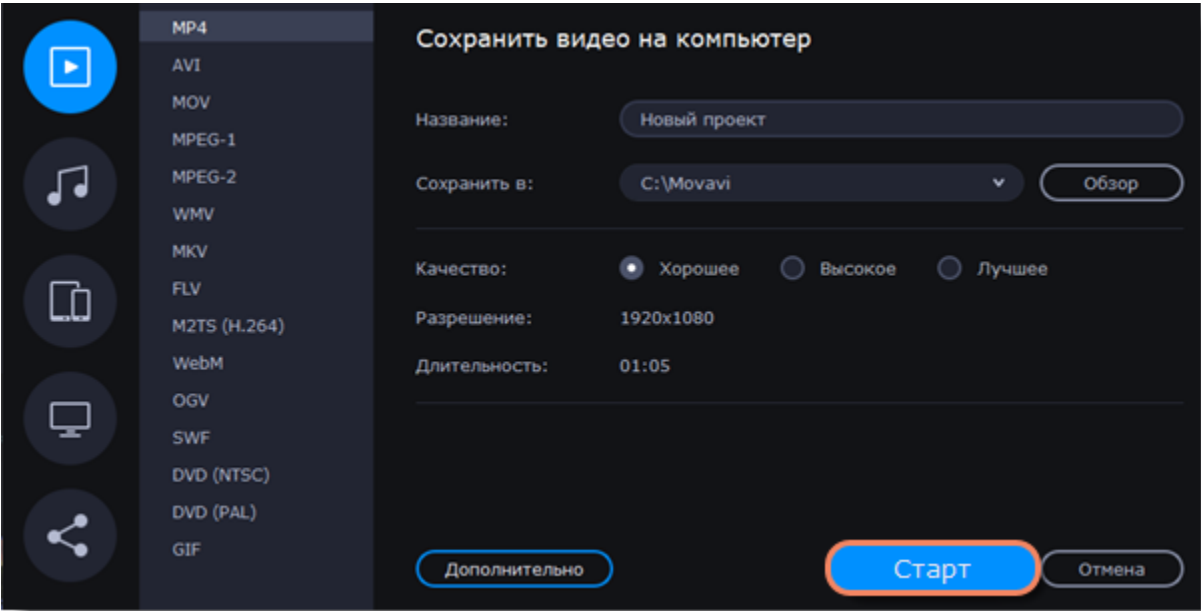 MP4
AVI
MOV
MPEG-1
MPEG-2
WMV
MKV
FLV
M2TS (H.264)
WebM
OGV
SWF
DVD (NTSC)
DVD (PAL)
GIF
Сохранить видео на компьютер
Название: Новый проект
Сохранить в: C:\Movavi Обзор
Качество: Хорошее Высокое Лучшее
Разрешение: 1920x1080
Длительность: 01:05
Дополнительно Старт Отмена